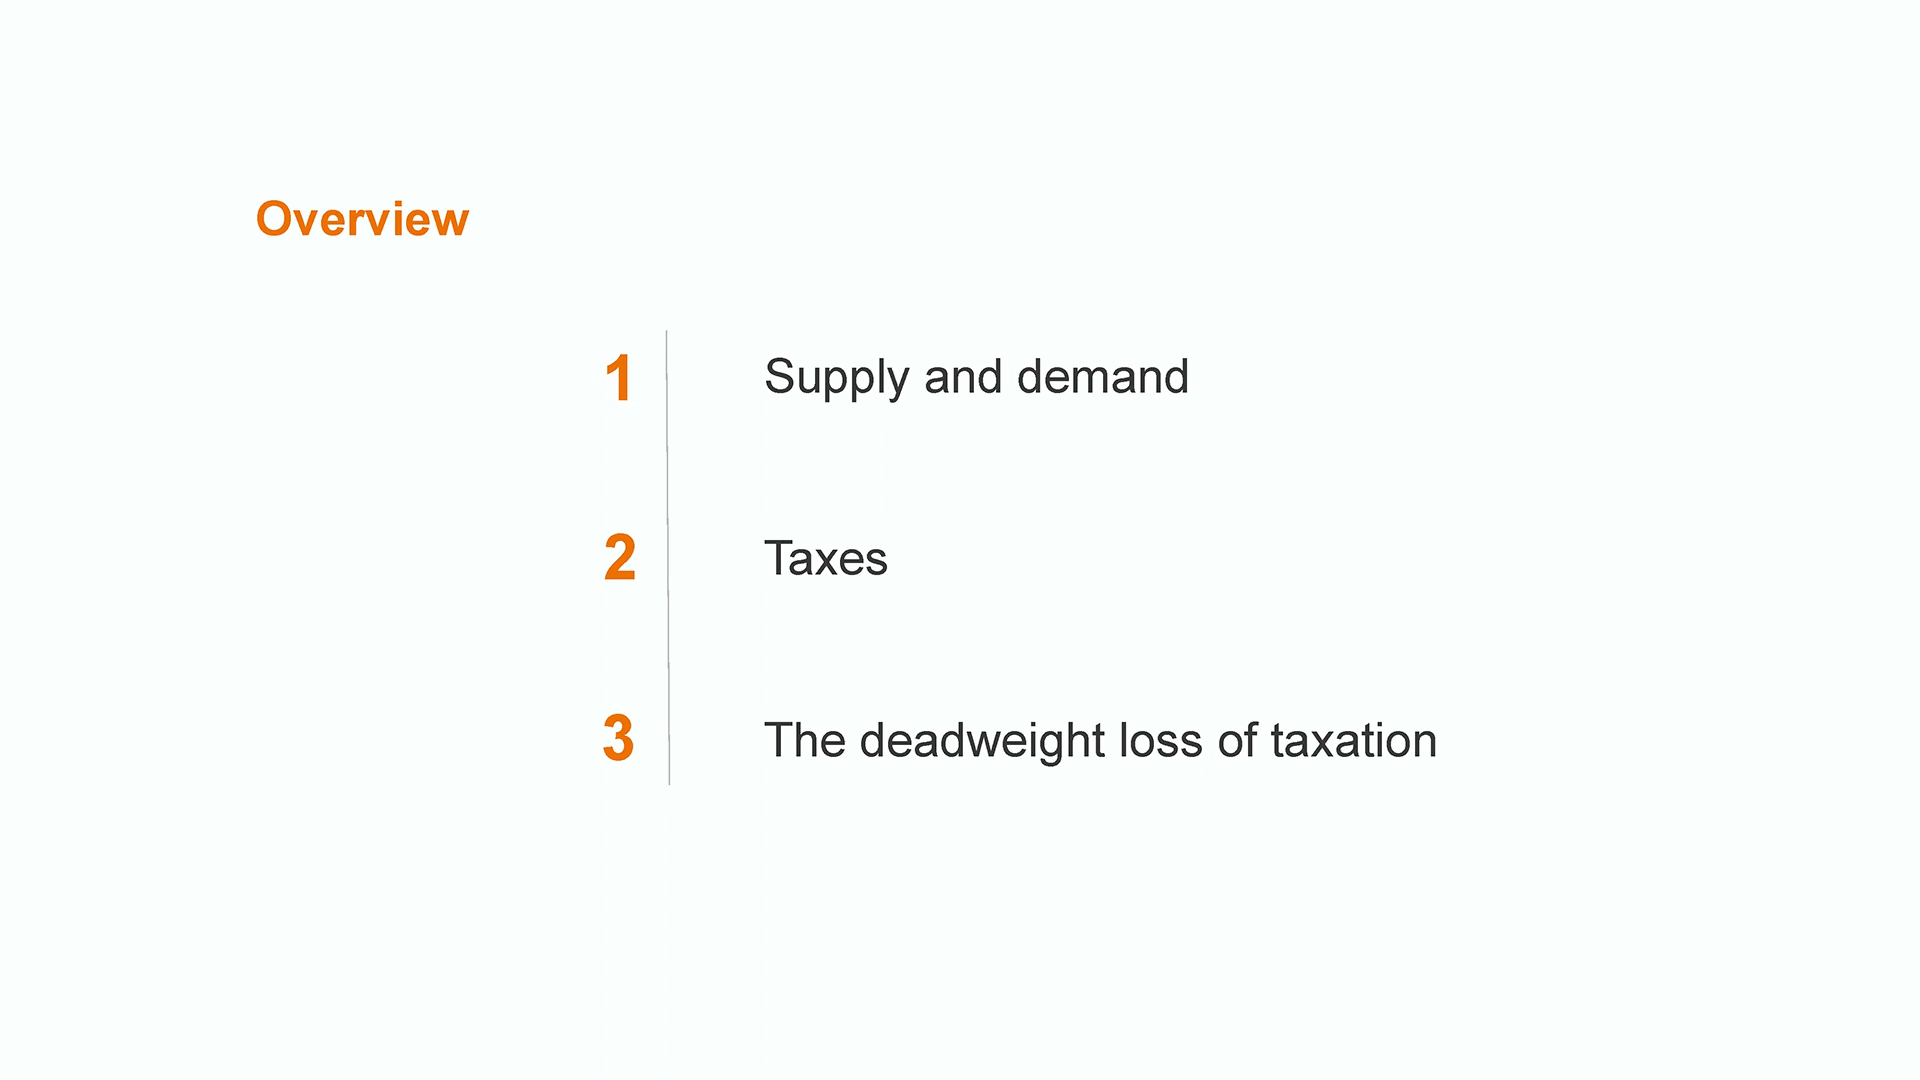 Overview
1 Supply and demand
2 Taxes
3 The deadweight loss of taxation